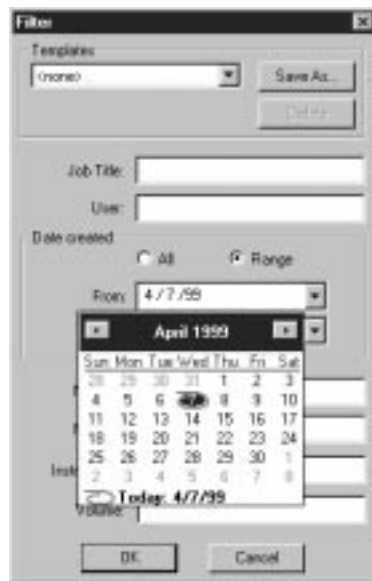 Filter
Templates
(none)
Save As...
Delete
Job Title:
User:
Date created
All Range
From: 4/7/99
April 1999
Sun Mon Tue Wed Thu Fri Sat
28 29 30 31 1 2 3
4 5 6 7 8 9 10
11 12 13 14 15 16 17
18 19 20 21 22 23 24
25 26 27 28 29 30 1
2 3 4 5 6 7 8
Inst
Today: 4/7/99
Volume:
OK Cancel